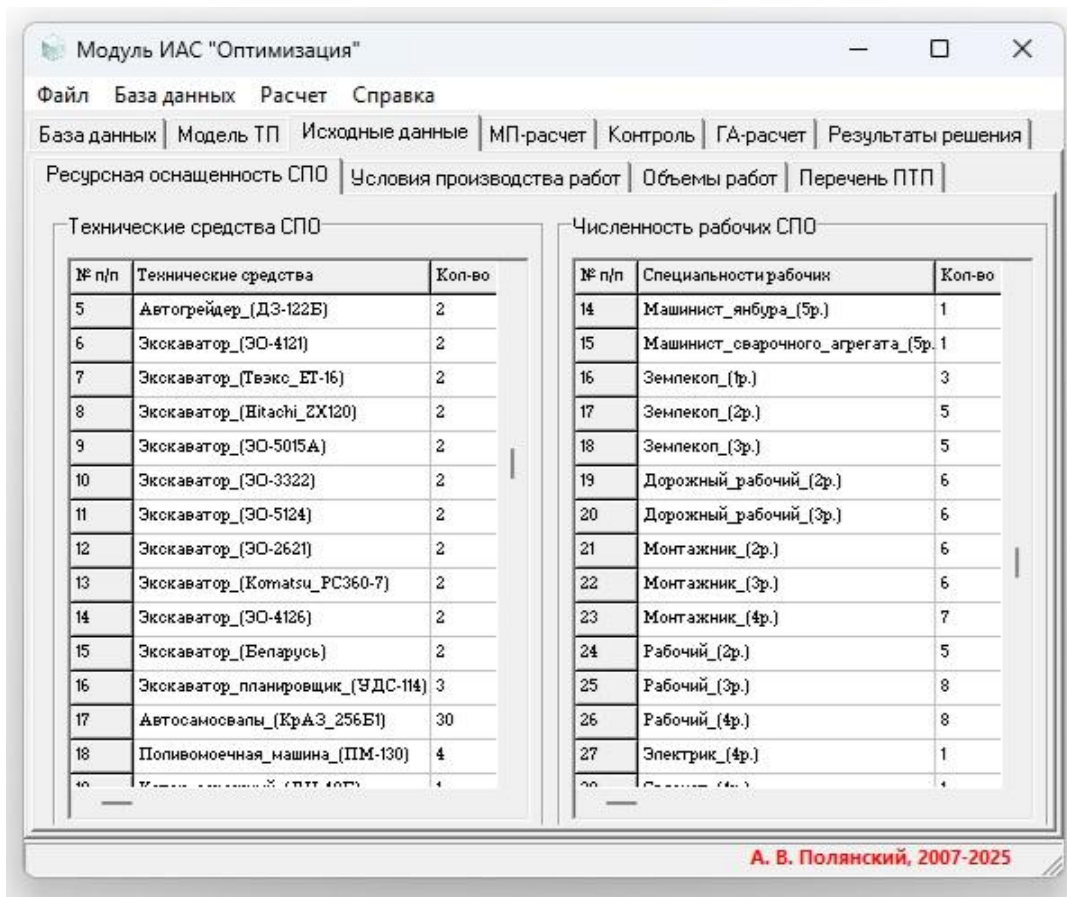 Модуль ИАС "Оптимизация"
Файл База данных Расчет Справка
База данных Модель ТП Исходные данные МП-расчет Контроль ГА-расчет Результаты решения
Ресурсная оснащенность СПО Условия производства работ Объемы работ Перечень ПТП
Технические средства СПО
№ п/п Технические средства Кол-во
5 Автогрейдер_(ДЗ-122Б) 2
6 Экскаватор_(ЭО-4121) 2
7 Экскаватор_(Твэкс_ЕТ-16) 2
8 Экскаватор_(Hitachi_ZX120) 2
9 Экскаватор_(ЭО-5015А) 2
10 Экскаватор_(ЭО-3322) 2
11 Экскаватор_(ЭО-5124) 2
12 Экскаватор_(ЭО-2621) 2
13 Экскаватор_(Komatsu_PC360-7) 2
14 Экскаватор_(ЭО-4126) 2
15 Экскаватор_(Беларусь) 2
16 Экскаватор_планировщик_(УДС-114) 3
17 Автосамосвалы_(КрАЗ_256Б1) 30
18 Поливомоечная_машина_(ПМ-130) 4
Численность рабочих СПО
№ п/п Специальности рабочих Кол-во
14 Машинист_янбура_(5р.) 1
15 Машинист_сварочного_агрегата_(5р. 1
16 Землекоп_(1р.) 3
17 Землекоп_(2р.) 5
18 Землекоп_(3р.) 5
19 Дорожный_рабочий_(2р.) 6
20 Дорожный_рабочий_(3р.) 6
21 Монтажник_(2р.) 6
22 Монтажник_(3р.) 6
23 Монтажник_(4р.) 7
24 Рабочий_(2р.) 5
25 Рабочий_(3р.) 8
26 Рабочий_(4р.) 8
27 Электрик_(4р.) 1
А. В. Полянский, 2007-2025